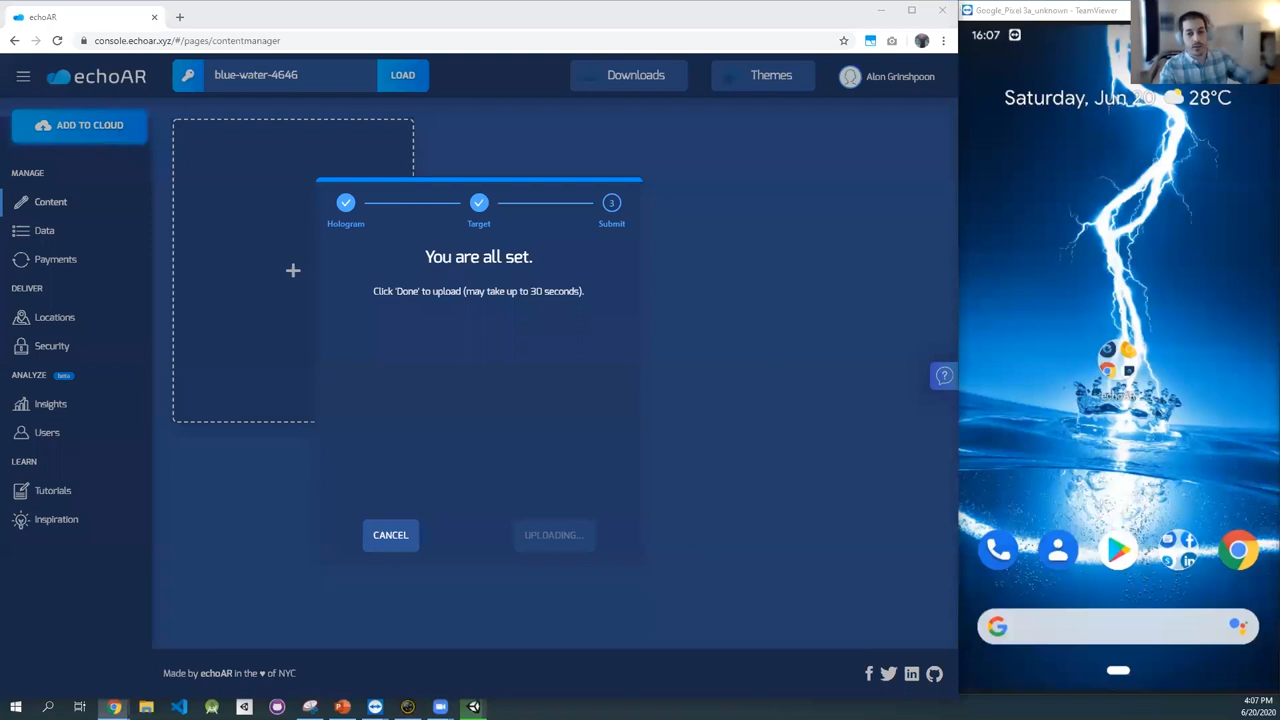 echoAR
Google_Pixel 3a_unknown - TeamViewer
console.echoar.xyz/#/pages/contentmanager
16:07
echoAR
blue-water-4646
LOAD
Downloads
Themes
Alon Grinshpoon
Saturday, Jun 20
28°C
ADD TO CLOUD
MANAGE
Content
Data
Payments
DELIVER
Locations
Security
ANALYZE
beta
Insights
Users
LEARN
Tutorials
Inspiration
3
Hologram
Target
Submit
You are all set.
Click 'Done' to upload (may take up to 30 seconds).
CANCEL
UPLOADING...
echoAR
Made by echoAR in the ♥ of NYC
4:07 PM
6/20/2020